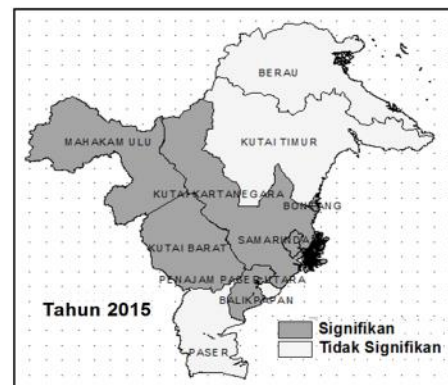 BERAU
MAHAKAM ULU
KUTAI TIMUR
KUTAI KARTANEGARA
BONTANG
SAMARINDA
KUTAI BARAT
PENAJAM PASER UTARA
BALIKPAPAN
Tahun 2015
Signifikan
Tidak Signifikan
PASER